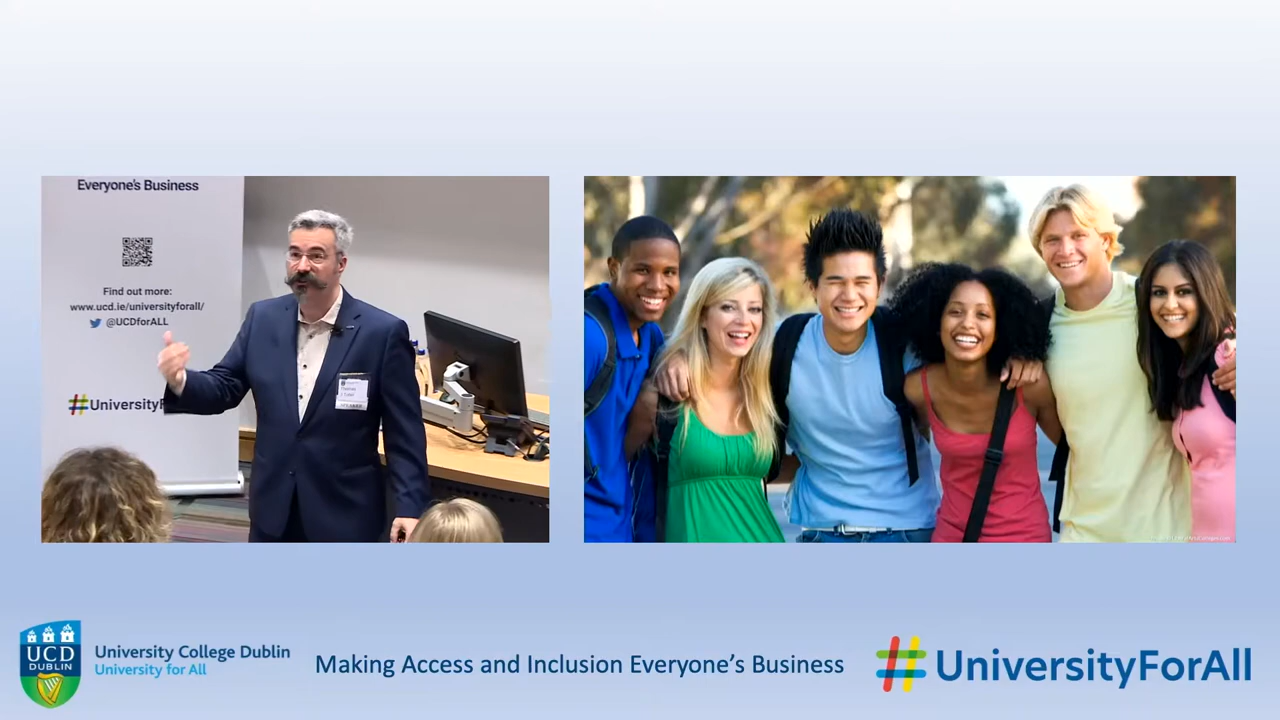 Everyone's Business
Find out more:
www.ucd.ie/universityforall/
@UCDforALL
#UniversityF
SPEAKER
UCD
DUBLIN
University College Dublin
University for All
Making Access and Inclusion Everyone's Business
#UniversityForAll